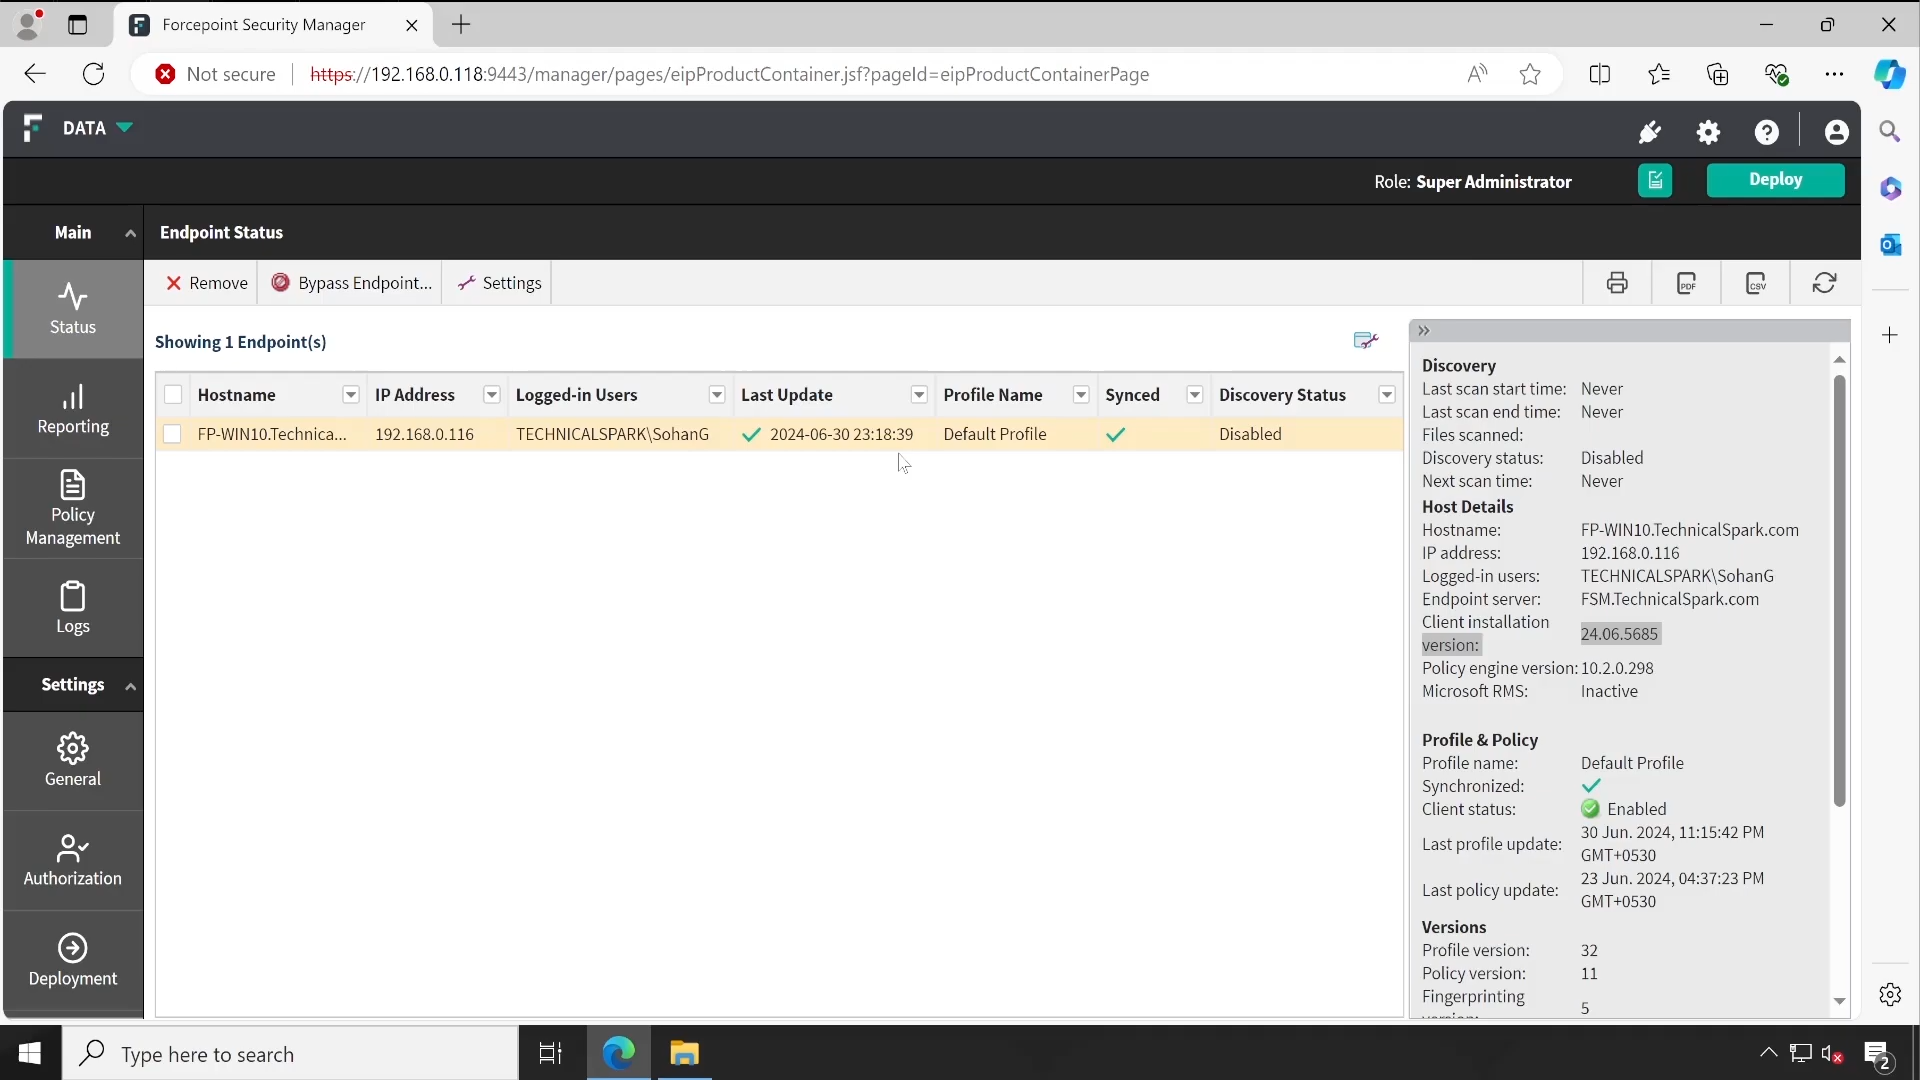 Forcepoint Security Manager
Not secure
https://192.168.0.118:9443/manager/pages/eipProductContainer.jsf?pageId=eipProductContainerPage
DATA
Role: Super Administrator
Deploy
Main
Endpoint Status
Remove
Bypass Endpoint...
Settings
PDF
CSV
Status
Reporting
Policy
Management
Logs
Settings
General
Authorization
Deployment
Showing 1 Endpoint(s)
Hostname IP Address Logged-in Users Last Update Profile Name Synced Discovery Status
FP-WIN10.Technica... 192.168.0.116 TECHNICALSPARK\SohanG 2024-06-30 23:18:39 Default Profile Disabled
Discovery
Last scan start time: Never
Last scan end time: Never
Files scanned:
Discovery status: Disabled
Next scan time: Never
Host Details
Hostname: FP-WIN10.TechnicalSpark.com
IP address: 192.168.0.116
Logged-in users: TECHNICALSPARK\SohanG
Endpoint server: FSM.TechnicalSpark.com
Client installation
version: 24.06.5685
Policy engine version: 10.2.0.298
Microsoft RMS: Inactive
Profile & Policy
Profile name: Default Profile
Synchronized:
Client status: Enabled
Last profile update: 30 Jun. 2024, 11:15:42 PM
GMT+0530
Last policy update: 23 Jun. 2024, 04:37:23 PM
GMT+0530
Versions
Profile version: 32
Policy version: 11
Fingerprinting
5
Type here to search
2